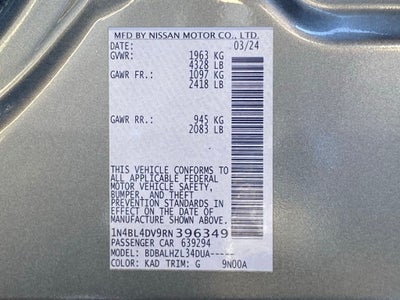 MFD BY NISSAN MOTOR CO., LTD.
DATE: 03/24
GVWR: 1963 KG
4328 LB
GAWR FR.: 1097 KG
2418 LB
GAWR RR.: 945 KG
2083 LB
THIS VEHICLE CONFORMS TO
ALL APPLICABLE FEDERAL
MOTOR VEHICLE SAFETY,
BUMPER, AND THEFT
PREVENTION STANDARDS IN
EFFECT ON THE DATE OF
MANUFACTURE SHOWN ABOVE.
1N4BL4DV9RN396349
PASSENGER CAR 639294
MODEL: BDBALHZL34DUA-----
COLOR: KAD TRIM: G 9N00A